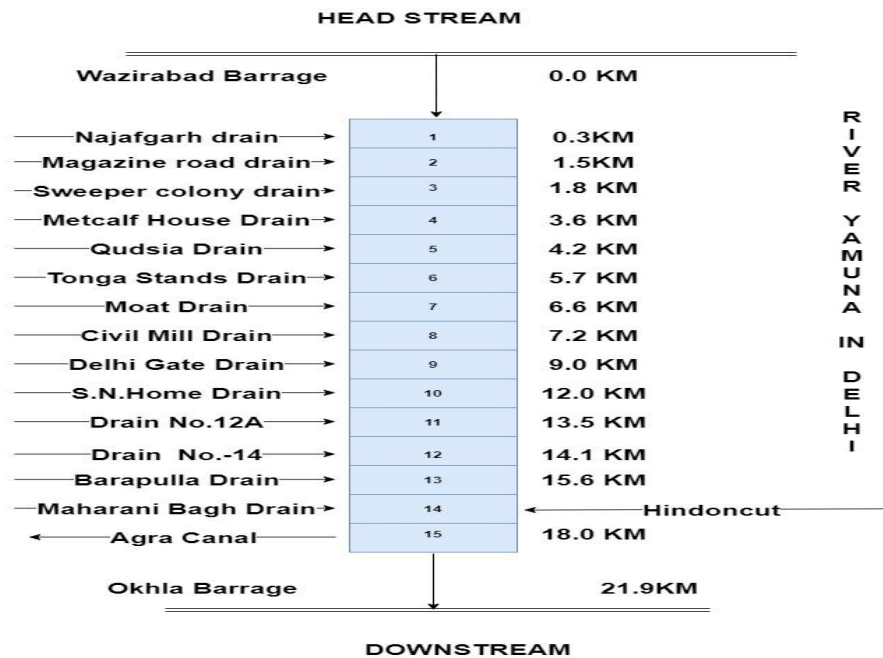 HEAD STREAM
Wazirabad Barrage 0.0 KM
Najafgarh drain 1 0.3KM
Magazine road drain 2 1.5KM
Sweeper colony drain 3 1.8 KM
Metcalf House Drain 4 3.6 KM
Qudsia Drain 5 4.2 KM
Tonga Stands Drain 6 5.7 KM
Moat Drain 7 6.6 KM
Civil Mill Drain 8 7.2 KM
Delhi Gate Drain 9 9.0 KM
S.N.Home Drain 10 12.0 KM
Drain No.12A 11 13.5 KM
Drain No.-14 12 14.1 KM
Barapulla Drain 13 15.6 KM
Maharani Bagh Drain 14 Hindoncut
Agra Canal 15 18.0 KM
Okhla Barrage 21.9KM
DOWNSTREAM
RIVER YAMUNA IN DELHI